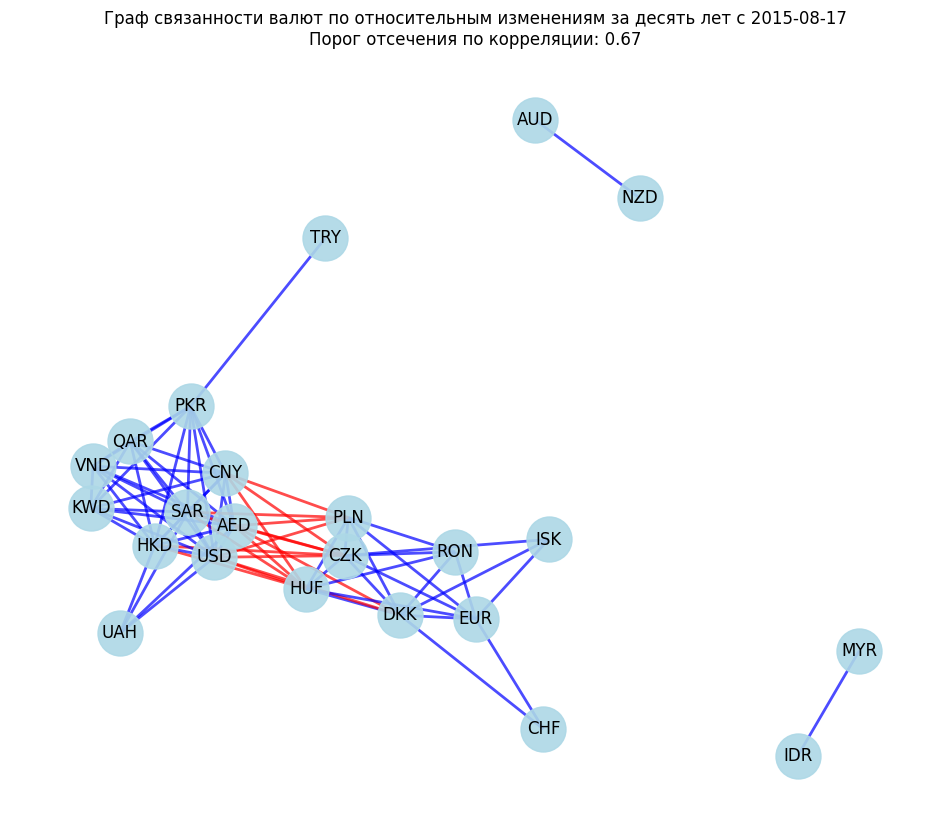 Граф связанности валют по относительным изменениям за десять лет с 2015-08-17
Порог отсечения по корреляции: 0.67
AUD
NZD
TRY
PKR
QAR
VND
CNY
KWD
SAR
AED
PLN
HKD
USD
CZK
RON
ISK
HUF
DKK
EUR
UAH
MYR
CHF
IDR